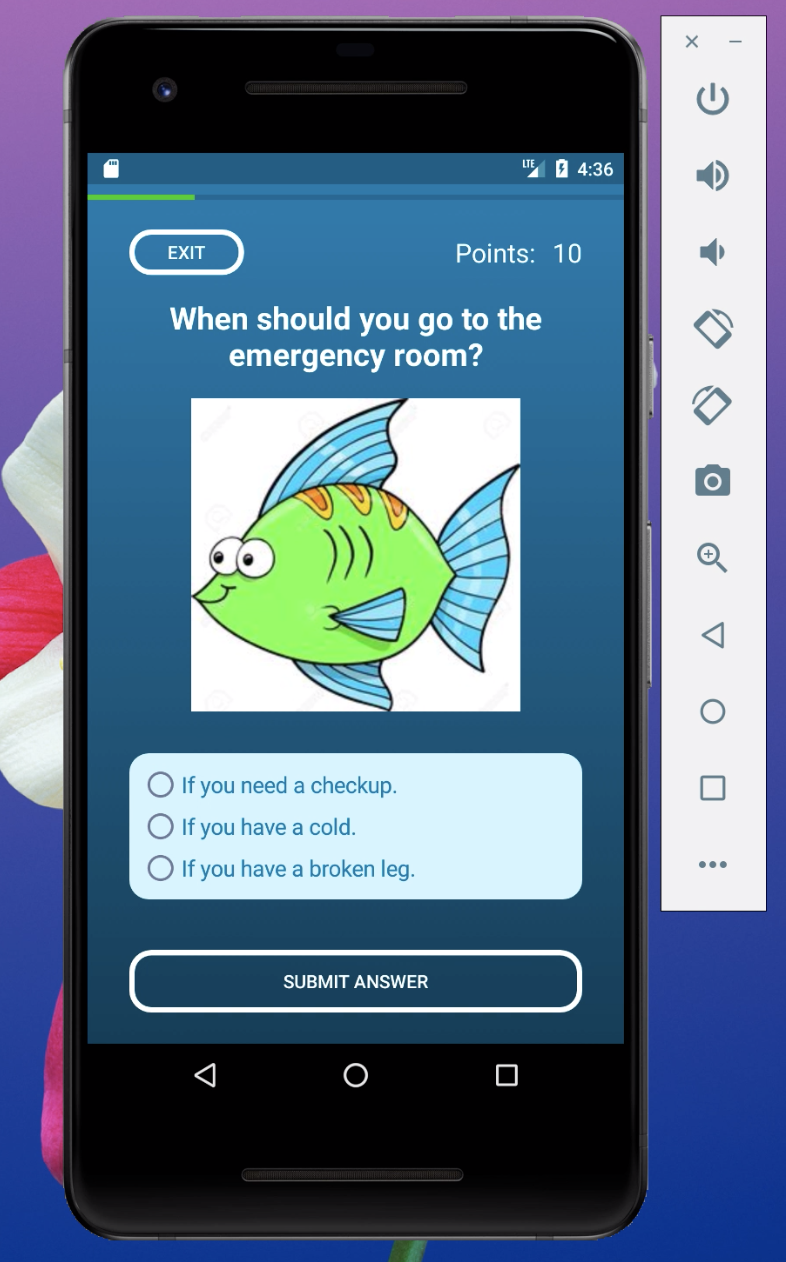 LTE 4:36
EXIT
Points: 10
When should you go to the
emergency room?
If you need a checkup.
If you have a cold.
If you have a broken leg.
SUBMIT ANSWER